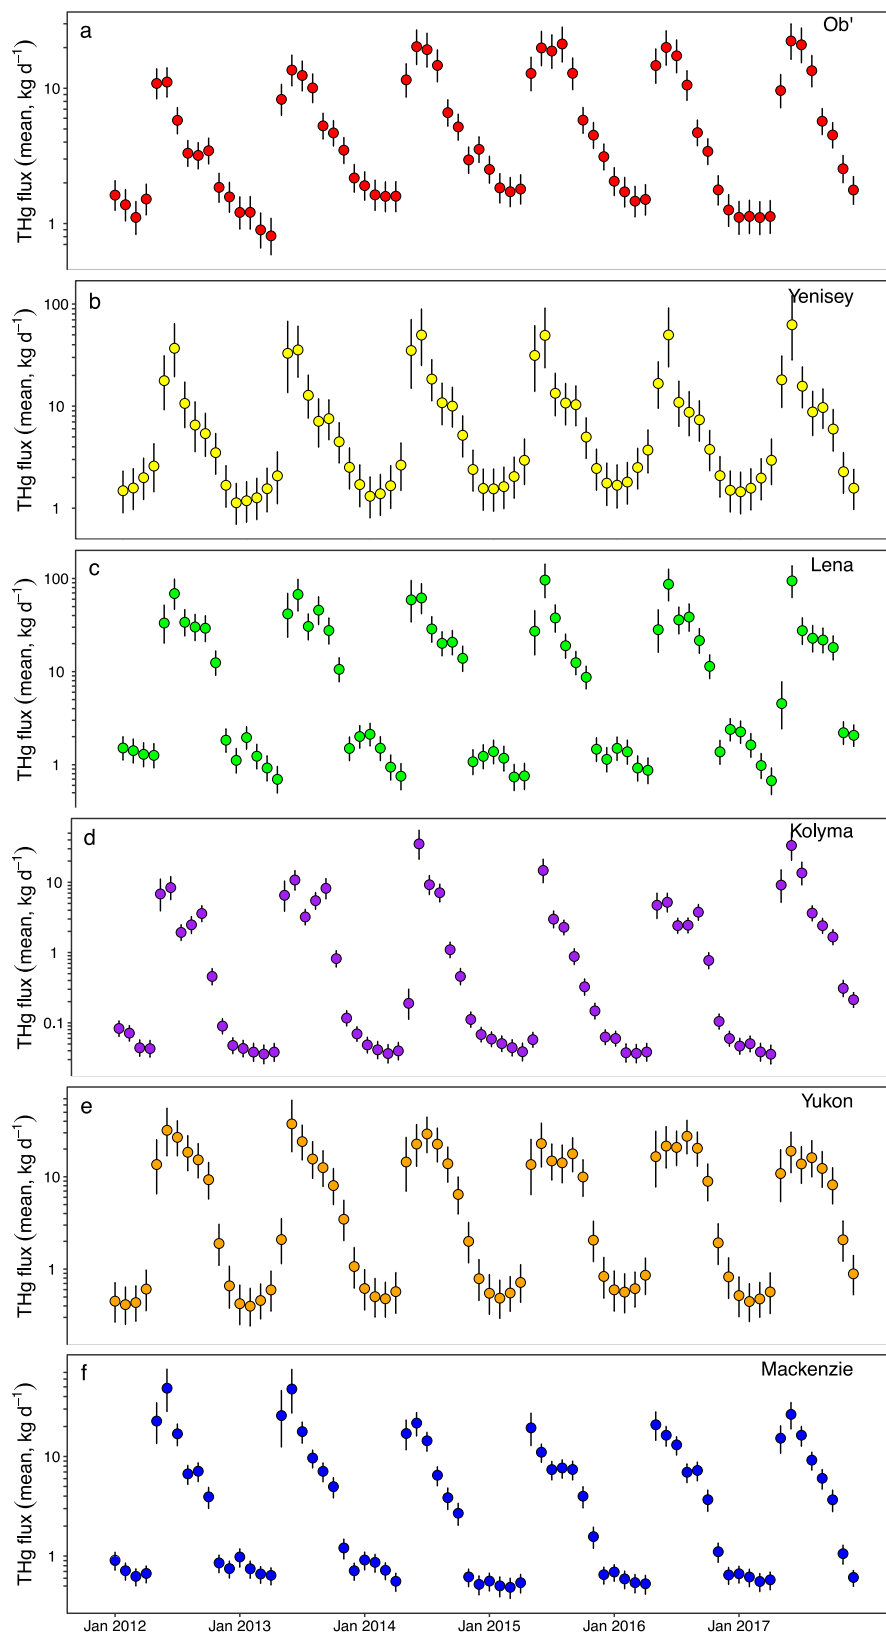 a
Ob'
THg flux (mean, kg d⁻¹)
10
1
b
Yenisey
THg flux (mean, kg d⁻¹)
100
10
1
c
Lena
THg flux (mean, kg d⁻¹)
100
10
1
d
Kolyma
THg flux (mean, kg d⁻¹)
10
1
0.1
e
Yukon
THg flux (mean, kg d⁻¹)
10
1
f
Mackenzie
THg flux (mean, kg d⁻¹)
10
1
Jan 2012 Jan 2013 Jan 2014 Jan 2015 Jan 2016 Jan 2017